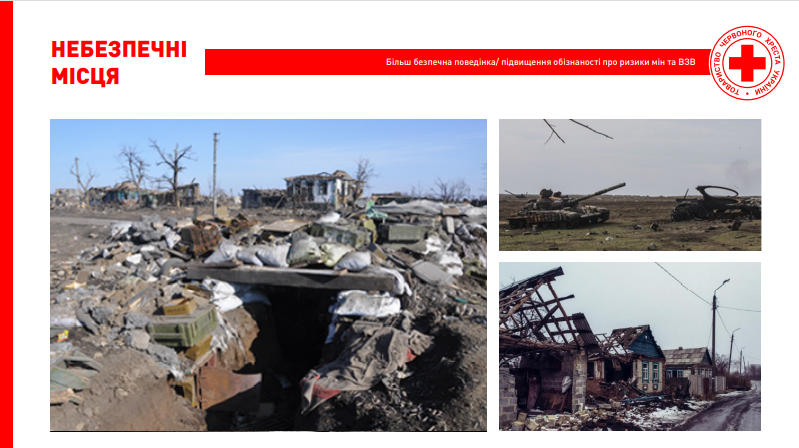 НЕБЕЗПЕЧНІ
МІСЦЯ
Більш безпечна поведінка/ підвищення обізнаності про ризики мін та ВЗВ
ТОВАРИСТВО ЧЕРВОНОГО ХРЕСТА УКРАЇНИ